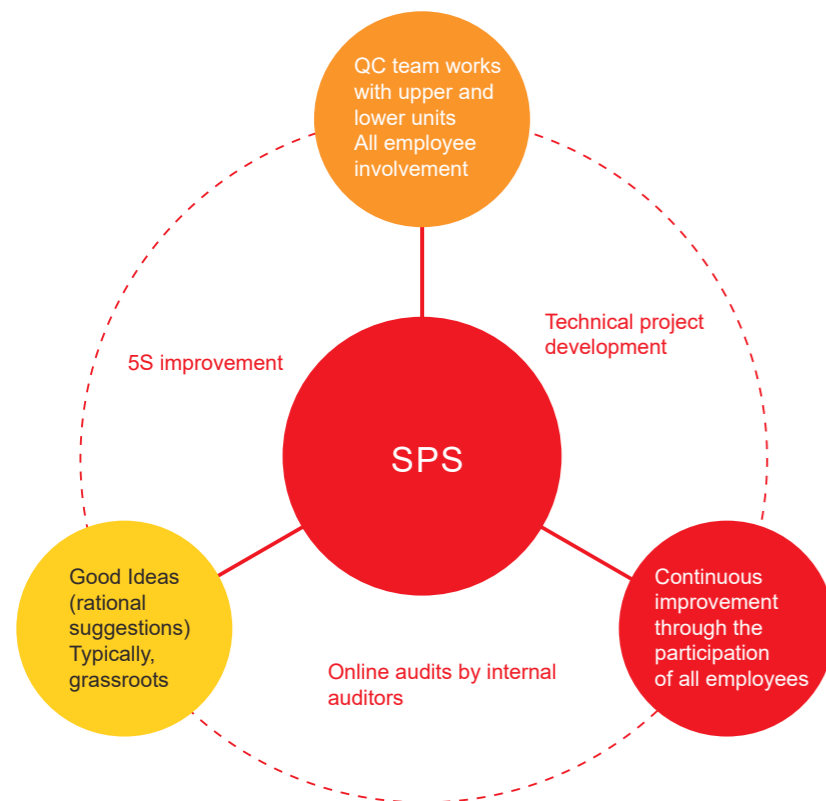 QC team works
with upper and
lower units
All employee
involvement
Technical project
development
5S improvement
SPS
Good Ideas
(rational
suggestions)
Typically,
grassroots
Continuous
improvement
through the
participation
of all employees
Online audits by internal
auditors